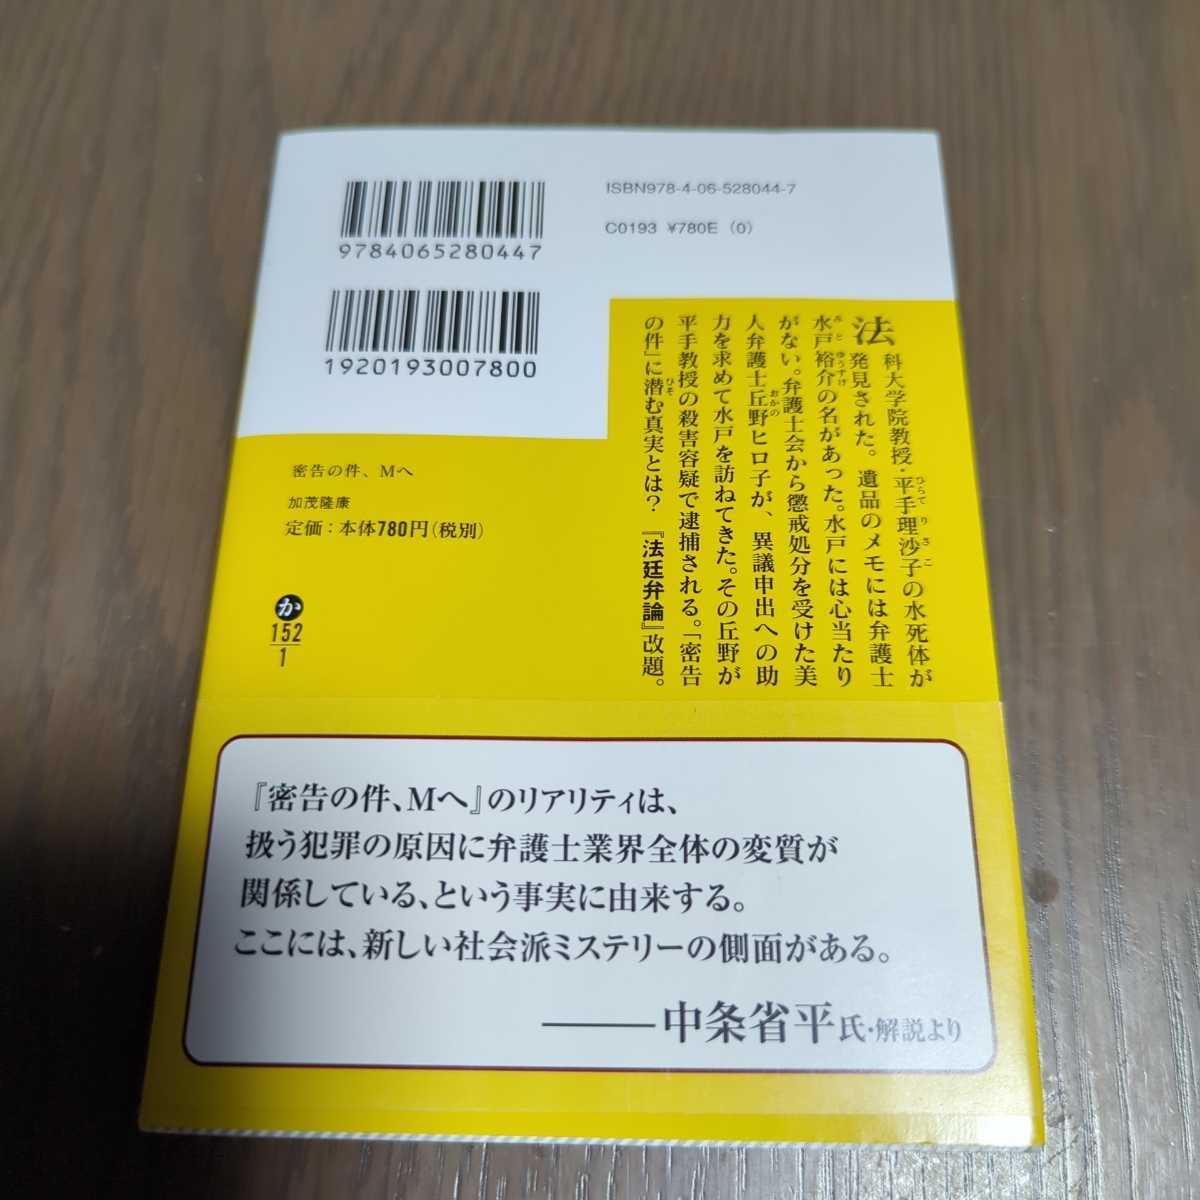 ISBN978-4-06-528044-7
C0193 ¥780E (0)
9784065280447
1920193007800
法科大学院教授・平手理沙子の水死体が
発見された。遺品のメモには弁護士
水戸裕介の名があった。水戸には心当たり
がない。弁護士会から懲戒処分を受けた美
人弁護士丘野ヒロ子が、異議申出への助
力を求めて水戸を訪ねてきた。その丘野が
平手教授の殺害容疑で逮捕される。「密告
の件」に潜む真実とは? 『法廷弁論』改題。
密告の件、Mへ
加茂隆康
定価:本体780円(税別)
か
152
1
『密告の件、Mへ』のリアリティは、
扱う犯罪の原因に弁護士業界全体の変質が
関係している、という事実に由来する。
ここには、新しい社会派ミステリーの側面がある。
――中条省平氏・解説より